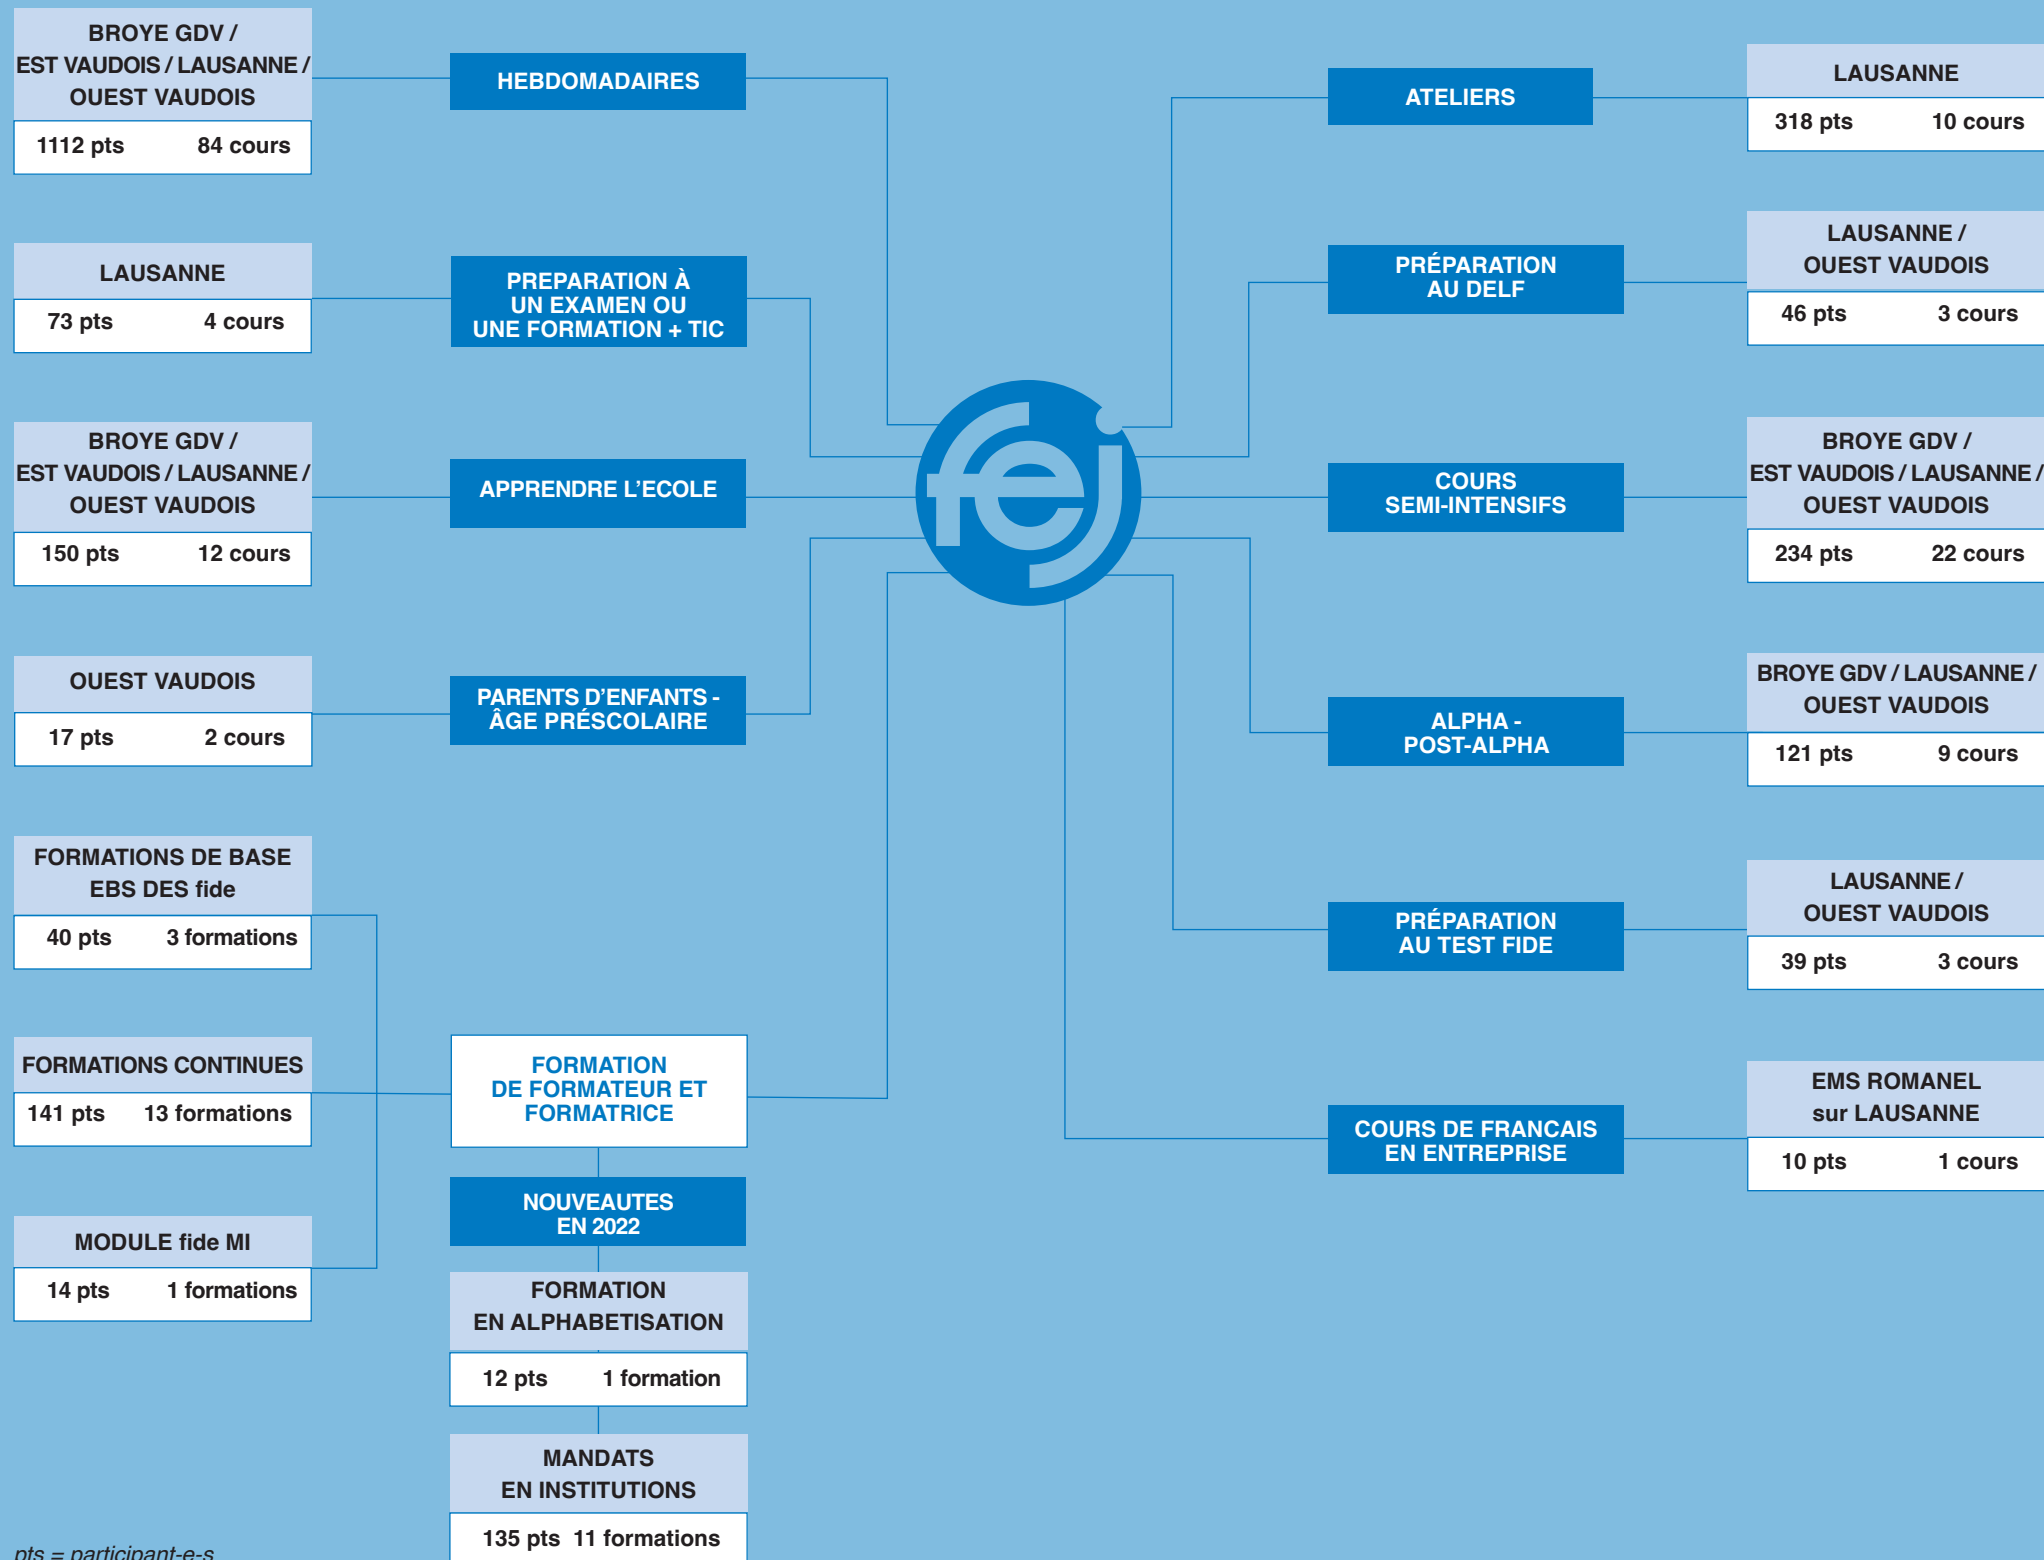 BROYE GDV /
EST VAUDOIS / LAUSANNE /
OUEST VAUDOIS
1112 pts 84 cours
HEBDOMADAIRES
LAUSANNE
73 pts 4 cours
PREPARATION À
UN EXAMEN OU
UNE FORMATION + TIC
BROYE GDV /
EST VAUDOIS / LAUSANNE /
OUEST VAUDOIS
150 pts 12 cours
APPRENDRE L'ECOLE
OUEST VAUDOIS
17 pts 2 cours
PARENTS D'ENFANTS -
ÂGE PRÉSCOLAIRE
FORMATIONS DE BASE
EBS DES fide
40 pts 3 formations
FORMATIONS CONTINUES
141 pts 13 formations
MODULE fide MI
14 pts 1 formations
FORMATION
DE FORMATEUR ET
FORMATRICE
NOUVEAUTES
EN 2022
FORMATION
EN ALPHABETISATION
12 pts 1 formation
MANDATS
EN INSTITUTIONS
135 pts 11 formations
fej
ATELIERS
LAUSANNE
318 pts 10 cours
PRÉPARATION
AU DELF
LAUSANNE /
OUEST VAUDOIS
46 pts 3 cours
COURS
SEMI-INTENSIFS
BROYE GDV /
EST VAUDOIS / LAUSANNE /
OUEST VAUDOIS
234 pts 22 cours
ALPHA -
POST-ALPHA
BROYE GDV / LAUSANNE /
OUEST VAUDOIS
121 pts 9 cours
PRÉPARATION
AU TEST FIDE
LAUSANNE /
OUEST VAUDOIS
39 pts 3 cours
COURS DE FRANCAIS
EN ENTREPRISE
EMS ROMANEL
sur LAUSANNE
10 pts 1 cours
pts = participant-e-s